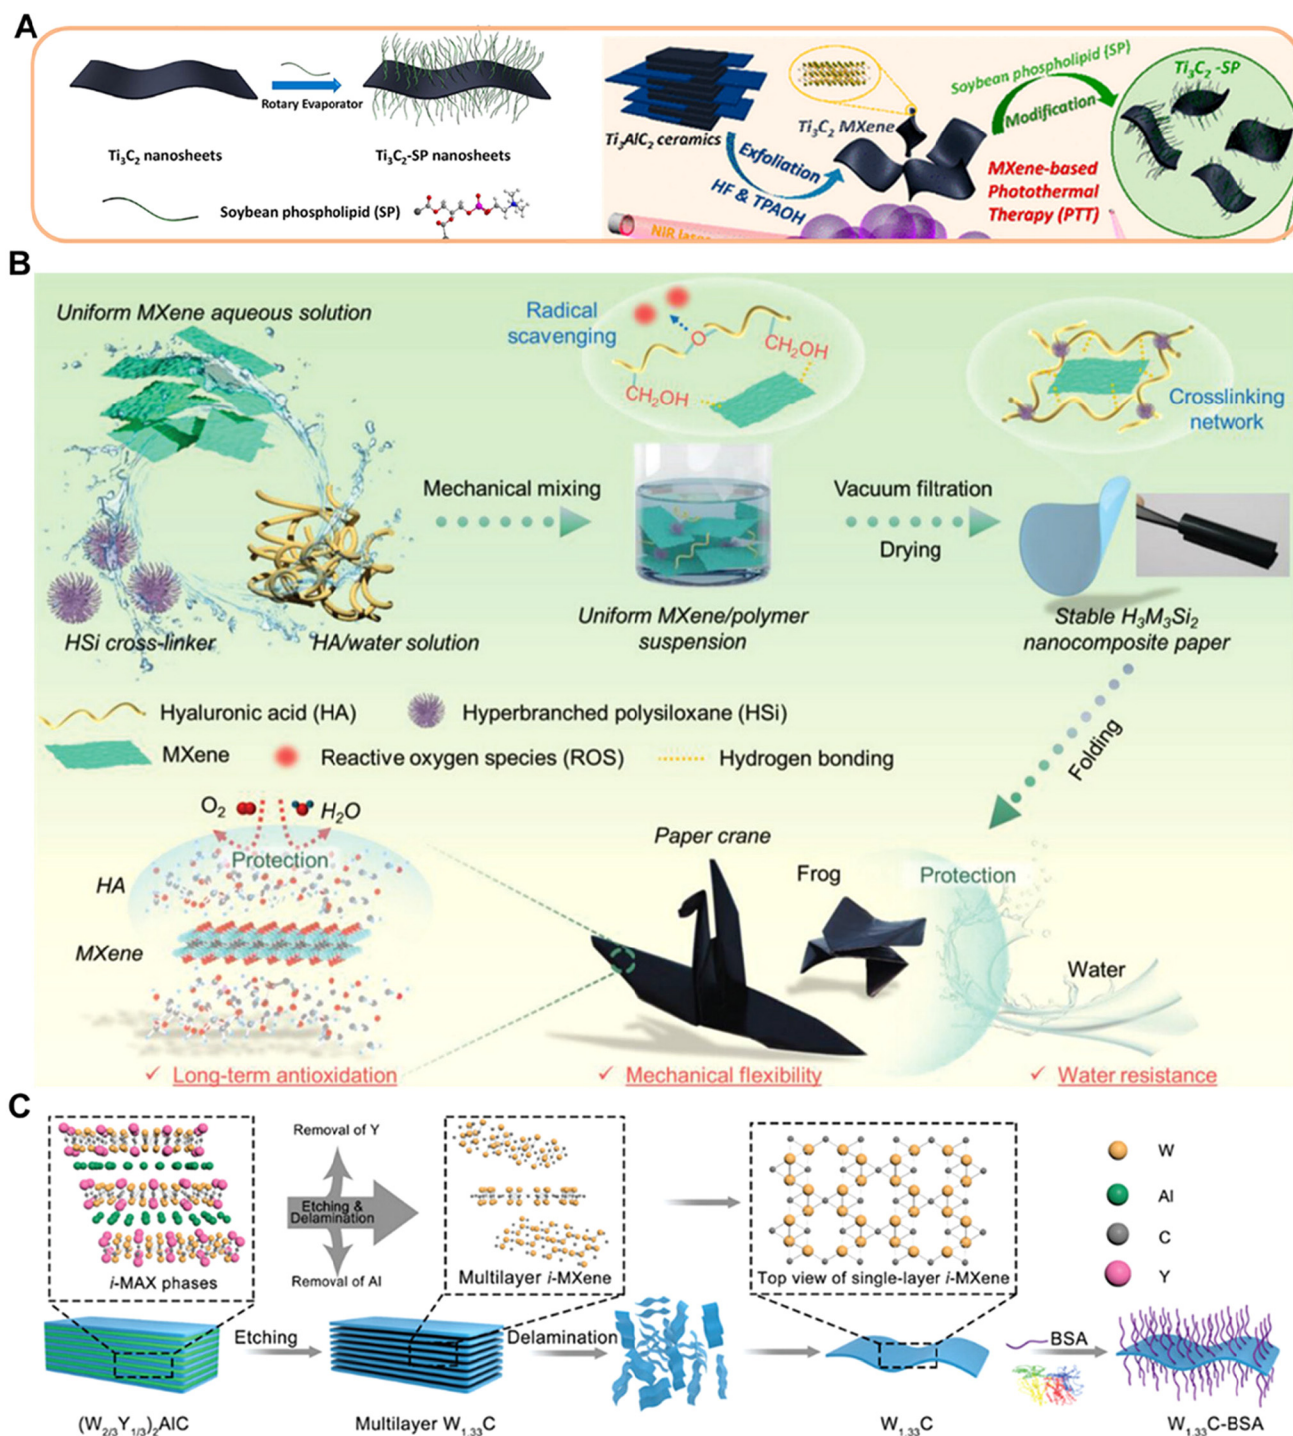 A
Rotary Evaporator
Ti₃C₂ nanosheets
Ti₃C₂-SP nanosheets
Soybean phospholipid (SP)
Ti₃AlC₂ ceramics
Ti₃C₂ MXene
Exfoliation
HF & TPAOH
Soybean phospholipid (SP)
Modification
Ti₃C₂ -SP
MXene-based
Photothermal
Therapy (PTT)
B
Uniform MXene aqueous solution
HSi cross-linker
HA/water solution
Mechanical mixing
Radical
scavenging
O
CH₂OH
CH₂OH
Uniform MXene/polymer
suspension
Vacuum filtration
Drying
Crosslinking
network
Stable H₃M₃Si₂
nanocomposite paper
Hyaluronic acid (HA)
Hyperbranched polysiloxane (HSi)
MXene
Reactive oxygen species (ROS)
Hydrogen bonding
Folding
O₂
H₂O
Protection
HA
MXene
✓ Long-term antioxidation
Paper crane
Frog
✓ Mechanical flexibility
Protection
Water
✓ Water resistance
C
i-MAX phases
Removal of Y
Etching &
Delamination
Removal of Al
Multilayer i-MXene
Top view of single-layer i-MXene
W
Al
C
Y
Etching
Delamination
BSA
(W₂/₃Y₁/₃)₂AlC
Multilayer W₁.₃₃C
W₁.₃₃C
W₁.₃₃C-BSA